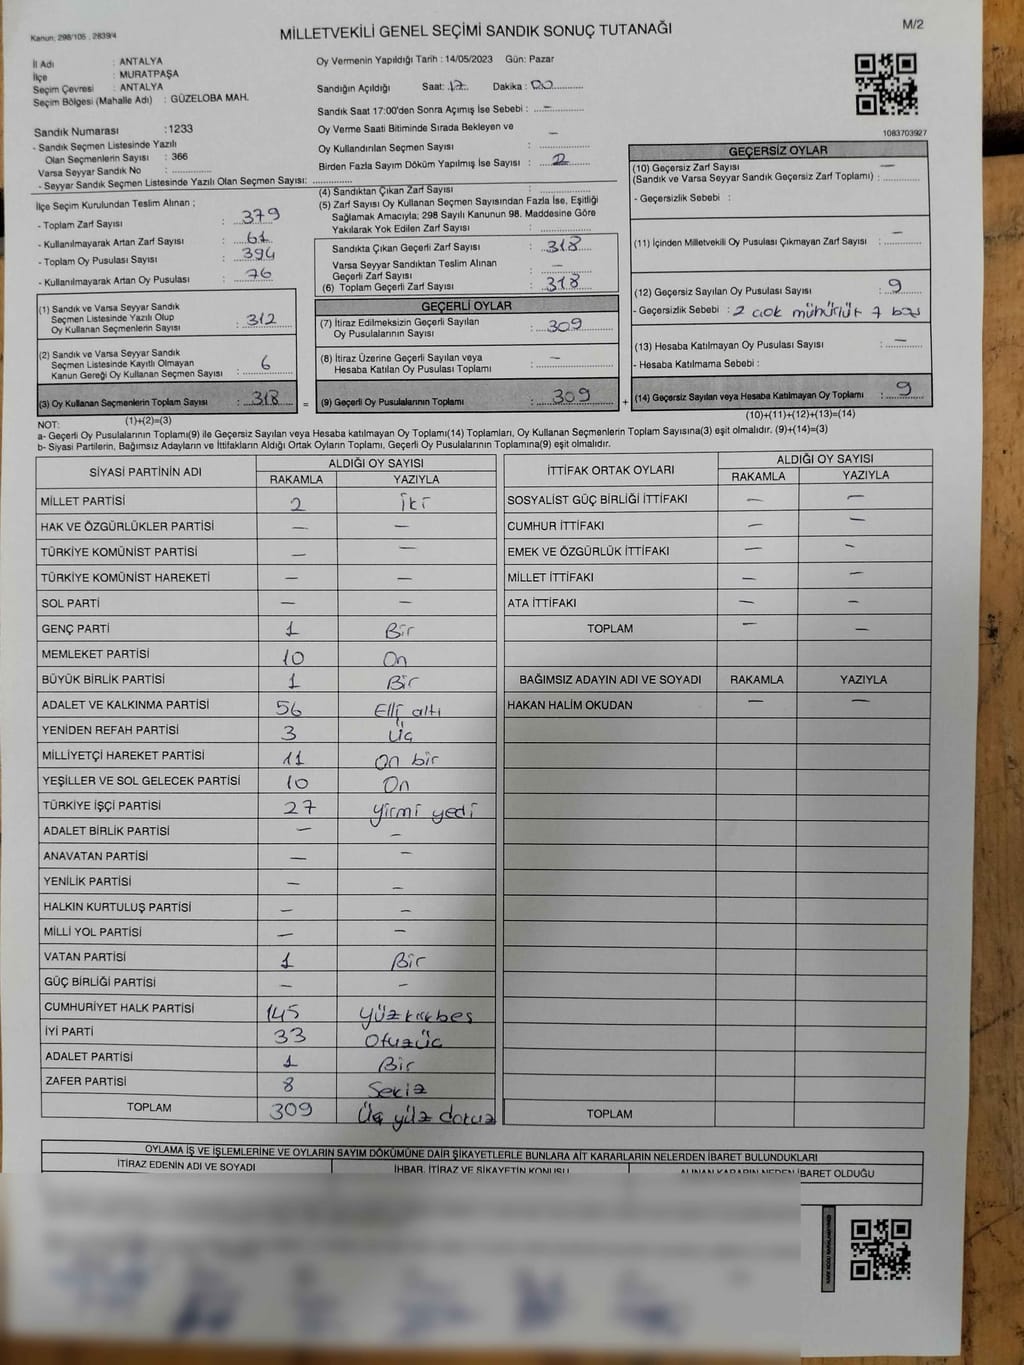 Kanun: 298/105 , 2839/4
MİLLETVEKİLİ GENEL SEÇİMİ SANDIK SONUÇ TUTANAĞI
M/2
İl Adı : ANTALYA
İlçe : MURATPAŞA
Seçim Çevresi : ANTALYA
Seçim Bölgesi (Mahalle Adı) : GÜZELOBA MAH.
Sandık Numarası :1233
- Sandık Seçmen Listesinde Yazılı
Olan Seçmenlerin Sayısı : 366
Varsa Seyyar Sandık No :
- Seyyar Sandık Seçmen Listesinde Yazılı Olan Seçmen Sayısı:
Oy Vermenin Yapıldığı Tarih : 14/05/2023 Gün: Pazar
Sandığın Açıldığı Saat: 17 Dakika : 00
Sandık Saat 17:00'den Sonra Açımış İse Sebebi : —
Oy Verme Saati Bitiminde Sırada Bekleyen ve
Oy Kullandırılan Seçmen Sayısı : —
Birden Fazla Sayım Döküm Yapılmış İse Sayısı : 2
1083703927
İlçe Seçim Kurulundan Teslim Alınan ;
- Toplam Zarf Sayısı : 379
- Kullanılmayarak Artan Zarf Sayısı : 61
- Toplam Oy Pusulası Sayısı : 394
- Kullanılmayarak Artan Oy Pusulası : 76
(1) Sandık ve Varsa Seyyar Sandık
Seçmen Listesinde Yazılı Olup
Oy Kullanan Seçmenlerin Sayısı : 312
(2) Sandık ve Varsa Seyyar Sandık
Seçmen Listesinde Kayıtlı Olmayan
Kanun Gereği Oy Kullanan Seçmen Sayısı : 6
(3) Oy Kullanan Seçmenlerin Toplam Sayısı : 318 =
(1)+(2)=(3)
(4) Sandıktan Çıkan Zarf Sayısı :
(5) Zarf Sayısı Oy Kullanan Seçmen Sayısından Fazla İse, Eşitliği
Sağlamak Amacıyla; 298 Sayılı Kanunun 98. Maddesine Göre
Yakılarak Yok Edilen Zarf Sayısı :
Sandıkta Çıkan Geçerli Zarf Sayısı : 318
Varsa Seyyar Sandıktan Teslim Alınan
Geçerli Zarf Sayısı : —
(6) Toplam Geçerli Zarf Sayısı : 318
GEÇERLİ OYLAR
(7) İtiraz Edilmeksizin Geçerli Sayılan
Oy Pusulalarının Sayısı : 309
(8) İtiraz Üzerine Geçerli Sayılan veya
Hesaba Katılan Oy Pusulası Toplamı : —
(9) Geçerli Oy Pusulalarının Toplamı : 309 +
GEÇERSİZ OYLAR
(10) Geçersiz Zarf Sayısı —
(Sandık ve Varsa Seyyar Sandık Geçersiz Zarf Toplamı) :
- Geçersizlik Sebebi :
(11) İçinden Milletvekili Oy Pusulası Çıkmayan Zarf Sayısı : —
(12) Geçersiz Sayılan Oy Pusulası Sayısı : 9
- Geçersizlik Sebebi : 2 çok mühürlü 7
(13) Hesaba Katılmayan Oy Pusulası Sayısı : —
- Hesaba Katılmama Sebebi :
(14) Geçersiz Sayılan veya Hesaba Katılmayan Oy Toplamı : 9
(10)+(11)+(12)+(13)=(14)
NOT:
a- Geçerli Oy Pusulalarının Toplamı(9) ile Geçersiz Sayılan veya Hesaba katılmayan Oy Toplamı(14) Toplamları, Oy Kullanan Seçmenlerin Toplam Sayısına(3) eşit olmalıdır. (9)+(14)=(3)
b- Siyasi Partilerin, Bağımsız Adayların ve İttifakların Aldığı Ortak Oyların Toplamı, Geçerli Oy Pusulalarının Toplamına(9) eşit olmalıdır.
SİYASİ PARTİNİN ADI ALDIĞI OY SAYISI
RAKAMLA YAZIYLA
MİLLET PARTİSİ 2 İki
HAK VE ÖZGÜRLÜKLER PARTİSİ — —
TÜRKİYE KOMÜNİST PARTİSİ — —
TÜRKİYE KOMÜNİST HAREKETİ — —
SOL PARTİ — —
GENÇ PARTİ 1 Bir
MEMLEKET PARTİSİ 10 On
BÜYÜK BİRLİK PARTİSİ 1 Bir
ADALET VE KALKINMA PARTİSİ 56 Elli altı
YENİDEN REFAH PARTİSİ 3 Üç
MİLLİYETÇİ HAREKET PARTİSİ 11 On bir
YEŞİLLER VE SOL GELECEK PARTİSİ 10 On
TÜRKİYE İŞÇİ PARTİSİ 27 Yirmi yedi
ADALET BİRLİK PARTİSİ — —
ANAVATAN PARTİSİ — —
YENİLİK PARTİSİ — —
HALKIN KURTULUŞ PARTİSİ — —
MİLLİ YOL PARTİSİ — —
VATAN PARTİSİ 1 Bir
GÜÇ BİRLİĞİ PARTİSİ — —
CUMHURİYET HALK PARTİSİ 145 Yüzkırkbeş
İYİ PARTİ 33 Otuzüç
ADALET PARTİSİ 1 Bir
ZAFER PARTİSİ 8 Sekiz
TOPLAM 309 Üç yüz dokuz
İTTİFAK ORTAK OYLARI ALDIĞI OY SAYISI
RAKAMLA YAZIYLA
SOSYALİST GÜÇ BİRLİĞİ İTTİFAKI — —
CUMHUR İTTİFAKI — —
EMEK VE ÖZGÜRLÜK İTTİFAKI — —
MİLLET İTTİFAKI — —
ATA İTTİFAKI — —
TOPLAM — —
BAĞIMSIZ ADAYIN ADI VE SOYADI RAKAMLA YAZIYLA
HAKAN HALİM OKUDAN — —
TOPLAM
OYLAMA İŞ VE İŞLEMLERİNE VE OYLARIN SAYIM DÖKÜMÜNE DAİR ŞİKAYETLERLE BUNLARA AİT KARARLARIN NELERDEN İBARET BULUNDUKLARI
İTİRAZ EDENİN ADI VE SOYADI İHBAR, İTİRAZ VE ŞİKAYETİN KONUSU ALINAN KARARIN NEDEN İBARET OLDUĞU